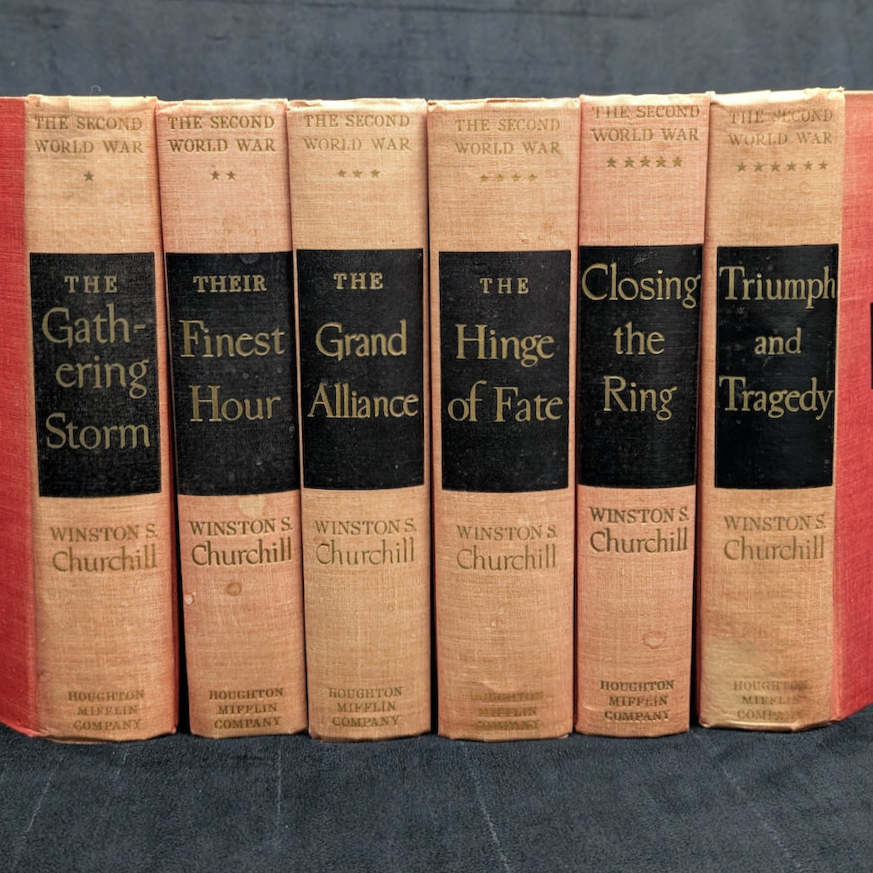 THE SECOND
WORLD WAR
★
THE
Gath-
ering
Storm
WINSTON S.
Churchill
HOUGHTON
MIFFLIN
COMPANY
THE SECOND
WORLD WAR
★★
THEIR
Finest
Hour
WINSTON S.
Churchill
HOUGHTON
MIFFLIN
COMPANY
THE SECOND
WORLD WAR
★★★
THE
Grand
Alliance
WINSTON S.
Churchill
HOUGHTON
MIFFLIN
COMPANY
THE SECOND
WORLD WAR
★★★★
THE
Hinge
of Fate
WINSTON S.
Churchill
HOUGHTON
MIFFLIN
COMPANY
THE SECOND
WORLD WAR
★★★★★
Closing
the
Ring
WINSTON S.
Churchill
HOUGHTON
MIFFLIN
COMPANY
THE SECOND
WORLD WAR
★★★★★★
Triumph
and
Tragedy
WINSTON S.
Churchill
HOUGHTON
MIFFLIN
COMPANY